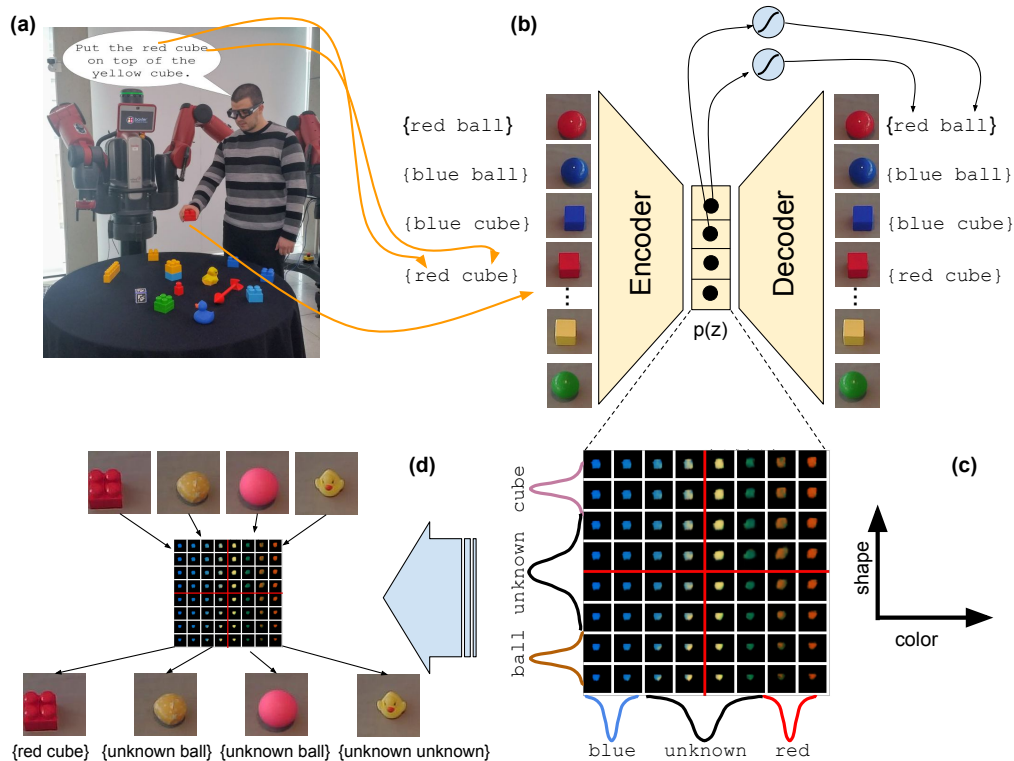 (a)
Put the red cube
on top of the
yellow cube.
(b)
{red ball}
{blue ball}
{blue cube}
{red cube}
Encoder
Decoder
p(z)
{red ball}
{blue ball}
{blue cube}
{red cube}
(c)
cube
unknown
ball
blue
unknown
red
shape
color
(d)
{red cube}
{unknown ball}
{unknown ball}
{unknown unknown}